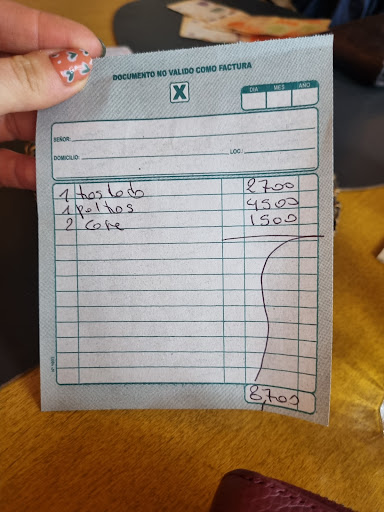 DOCUMENTO NO VALIDO COMO FACTURA
X
DIA MES AÑO
SEÑOR:
DOMICILIO: LOC.:
1 tostado 2700
1 polhos 4500
2 cafe 1500
8700